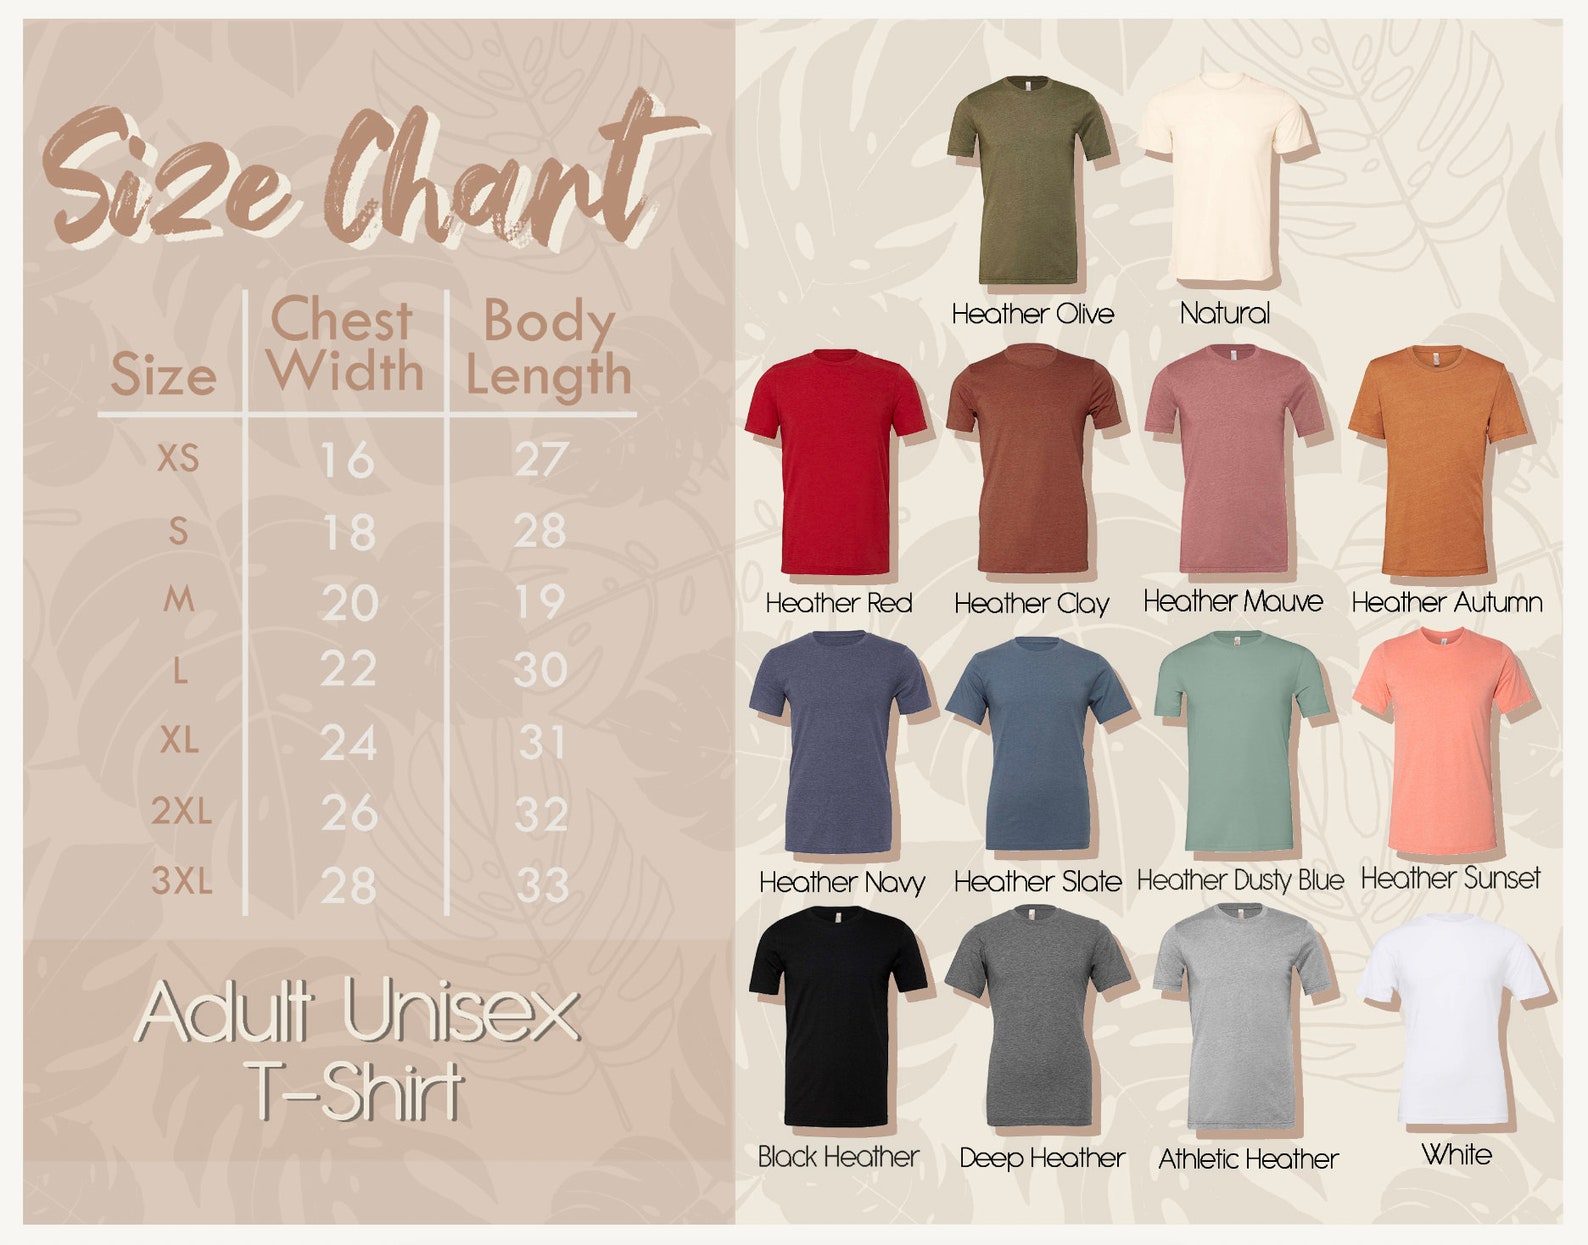 Size Chart
Size Chest Width Body Length
XS 16 27
S 18 28
M 20 19
L 22 30
XL 24 31
2XL 26 32
3XL 28 33
Adult Unisex
T-Shirt
Heather Olive Natural
Heather Red Heather Clay Heather Mauve Heather Autumn
Heather Navy Heather Slate Heather Dusty Blue Heather Sunset
Black Heather Deep Heather Athletic Heather White